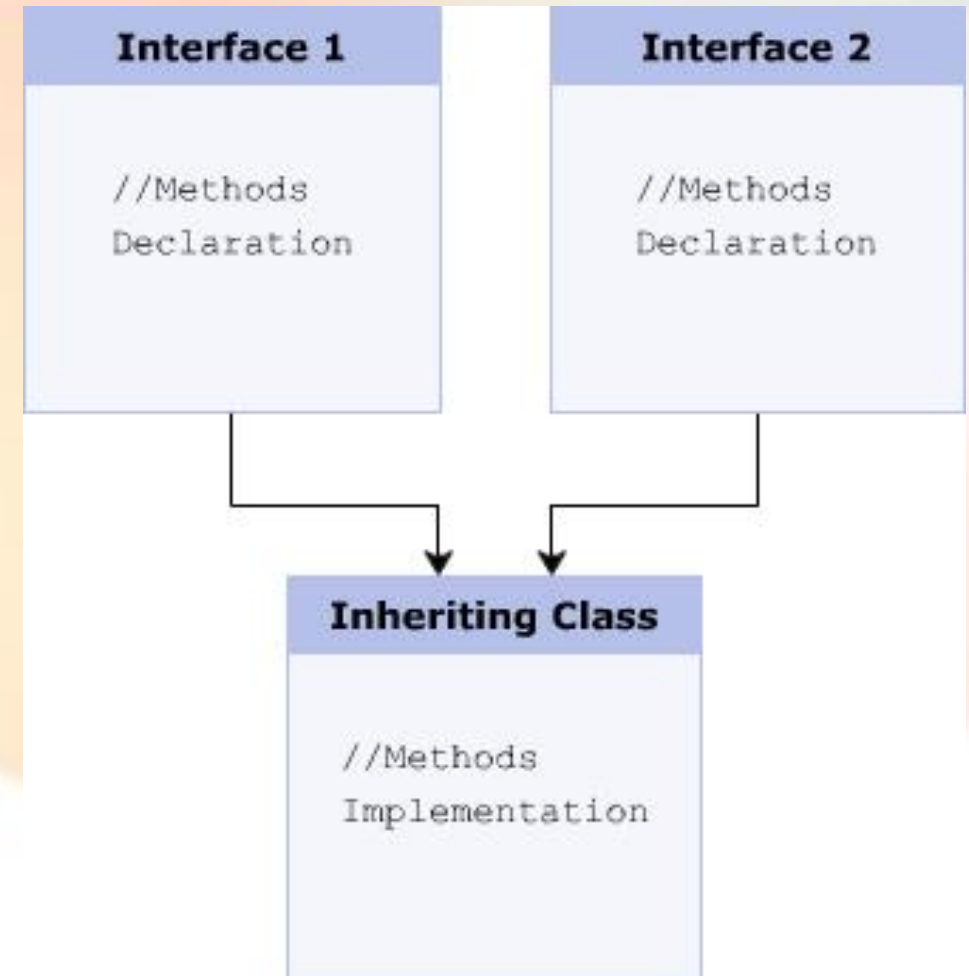 Interface 1
//Methods
Declaration
Interface 2
//Methods
Declaration
Inheriting Class
//Methods
Implementation